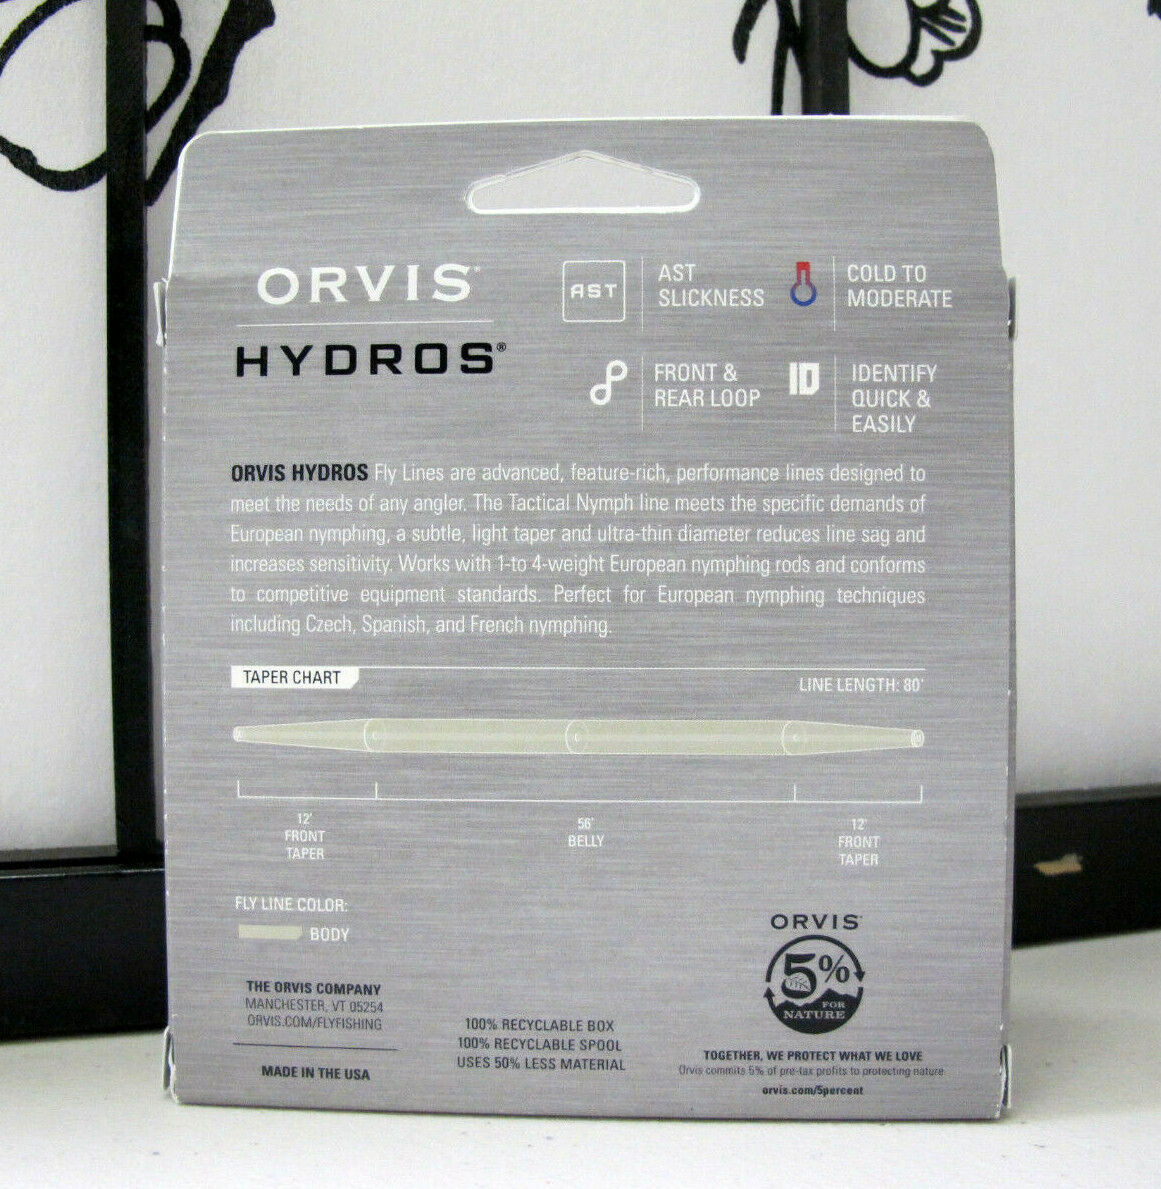 ORVIS
HYDROS®
AST
AST
SLICKNESS
COLD TO
MODERATE
FRONT &
REAR LOOP
ID
IDENTIFY
QUICK &
EASILY
ORVIS HYDROS Fly Lines are advanced, feature-rich, performance lines designed to
meet the needs of any angler. The Tactical Nymph line meets the specific demands of
European nymphing, a subtle, light taper and ultra-thin diameter reduces line sag and
increases sensitivity. Works with 1-to 4-weight European nymphing rods and conforms
to competitive equipment standards. Perfect for European nymphing techniques
including Czech, Spanish, and French nymphing.
TAPER CHART
LINE LENGTH: 80'
12'
FRONT
TAPER
56'
BELLY
12'
FRONT
TAPER
FLY LINE COLOR:
BODY
THE ORVIS COMPANY
MANCHESTER, VT 05254
ORVIS.COM/FLYFISHING
MADE IN THE USA
100% RECYCLABLE BOX
100% RECYCLABLE SPOOL
USES 50% LESS MATERIAL
ORVIS
5%
FOR
NATURE
TOGETHER, WE PROTECT WHAT WE LOVE
Orvis commits 5% of pre-tax profits to protecting nature
orvis.com/5percent